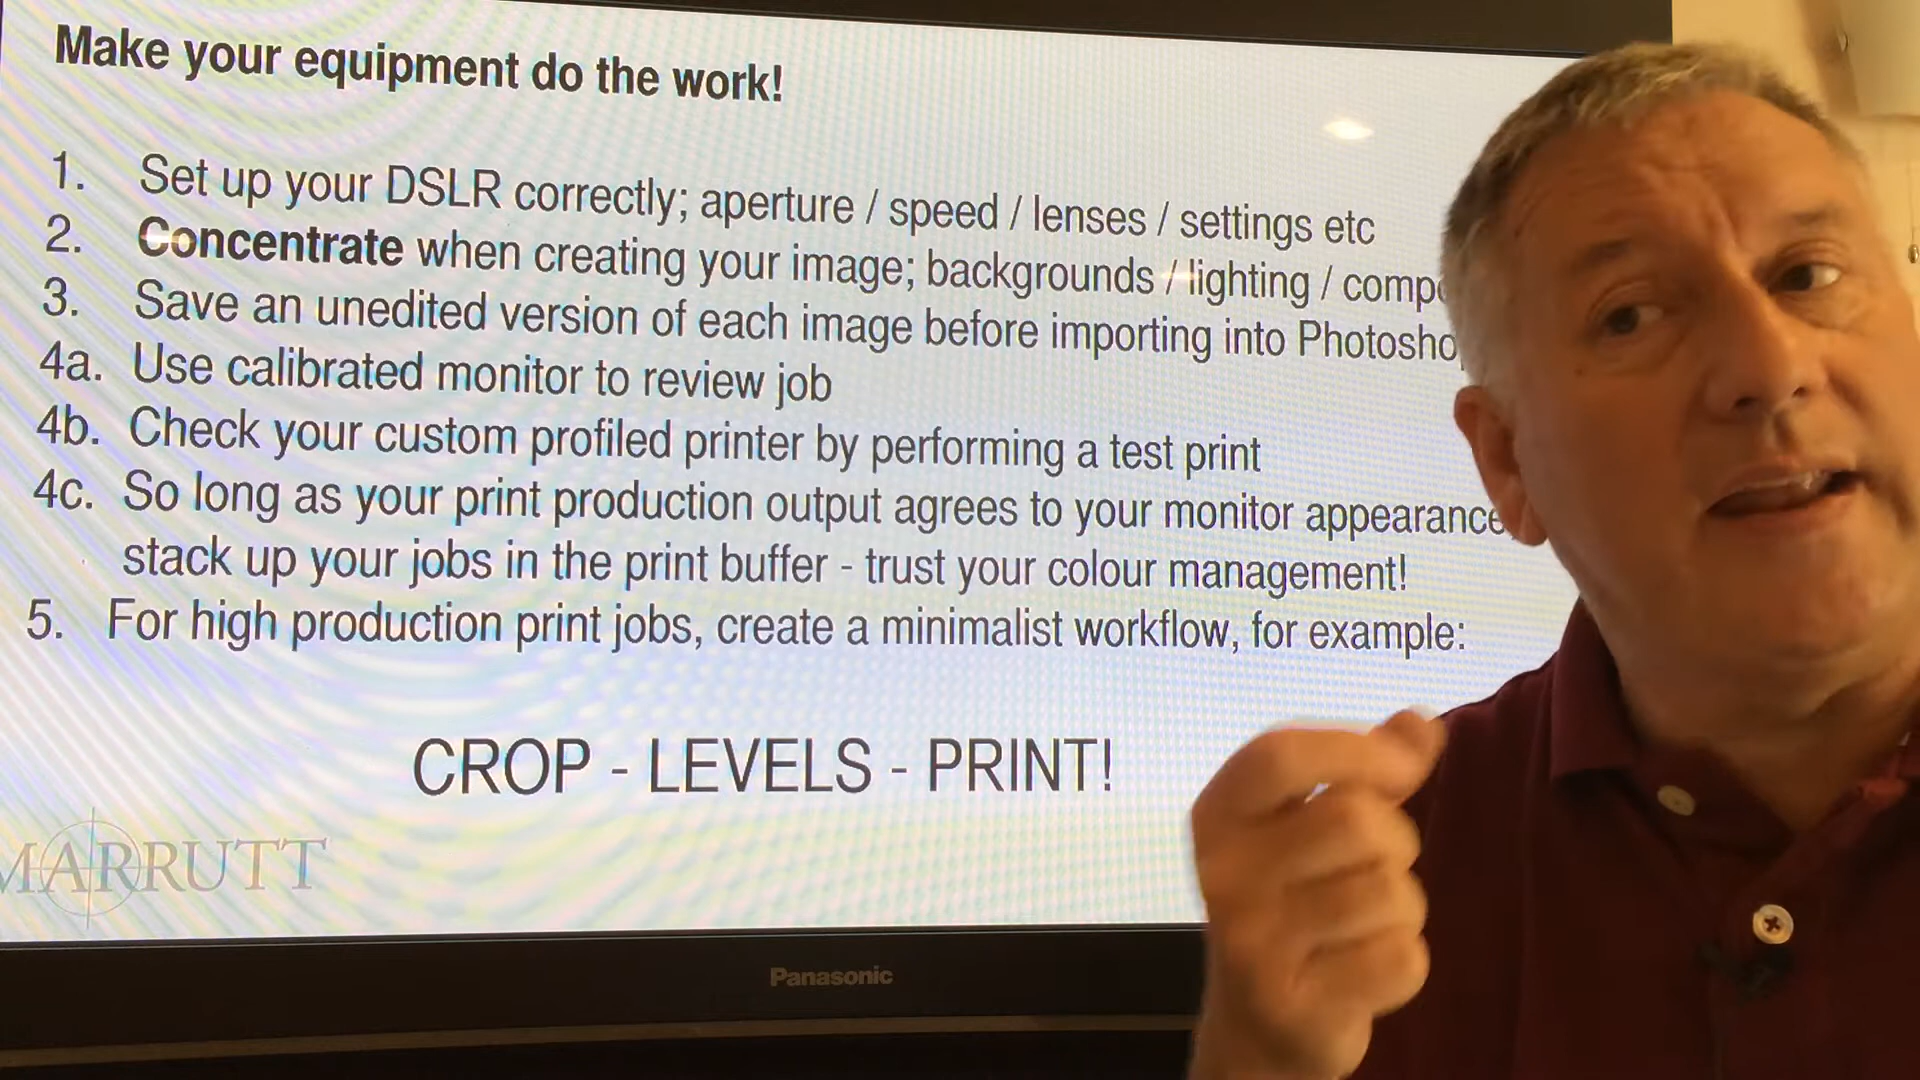 Make your equipment do the work!
1. Set up your DSLR correctly; aperture / speed / lenses / settings etc
2. Concentrate when creating your image; backgrounds / lighting /
3. Save an unedited version of each image before importing into
4a. Use calibrated monitor to review job
4b. Check your custom profiled printer by performing a test print
4c. So long as your print production output agrees to your monitor appearance
stack up your jobs in the print buffer - trust your colour management!
5. For high production print jobs, create a minimalist workflow, for example:
CROP - LEVELS - PRINT!
MARRUTT
Panasonic